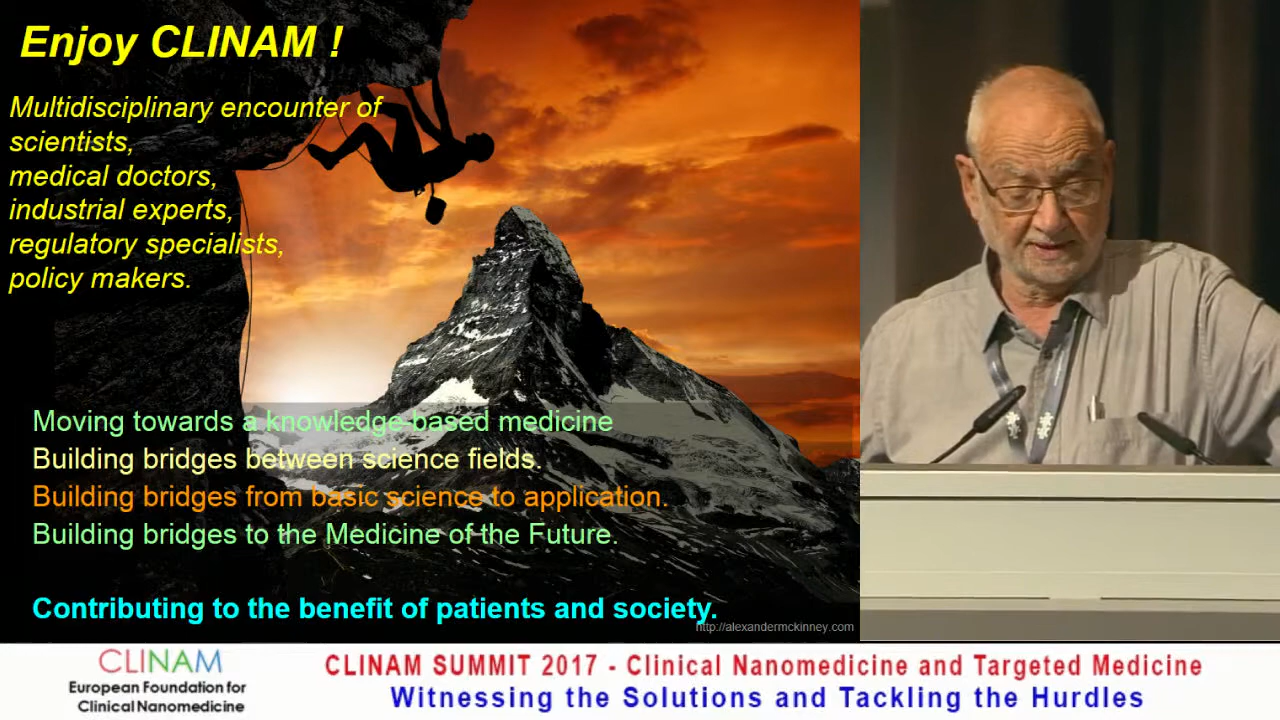 Enjoy CLINAM !
Multidisciplinary encounter of
scientists,
medical doctors,
industrial experts,
regulatory specialists,
policy makers.
Moving towards a knowledge-based medicine
Building bridges between science fields.
Building bridges from basic science to application.
Building bridges to the Medicine of the Future.
Contributing to the benefit of patients and society.
http://alexandermckinney.com
CLINAM
European Foundation for
Clinical Nanomedicine
CLINAM SUMMIT 2017 - Clinical Nanomedicine and Targeted Medicine
Witnessing the Solutions and Tackling the Hurdles